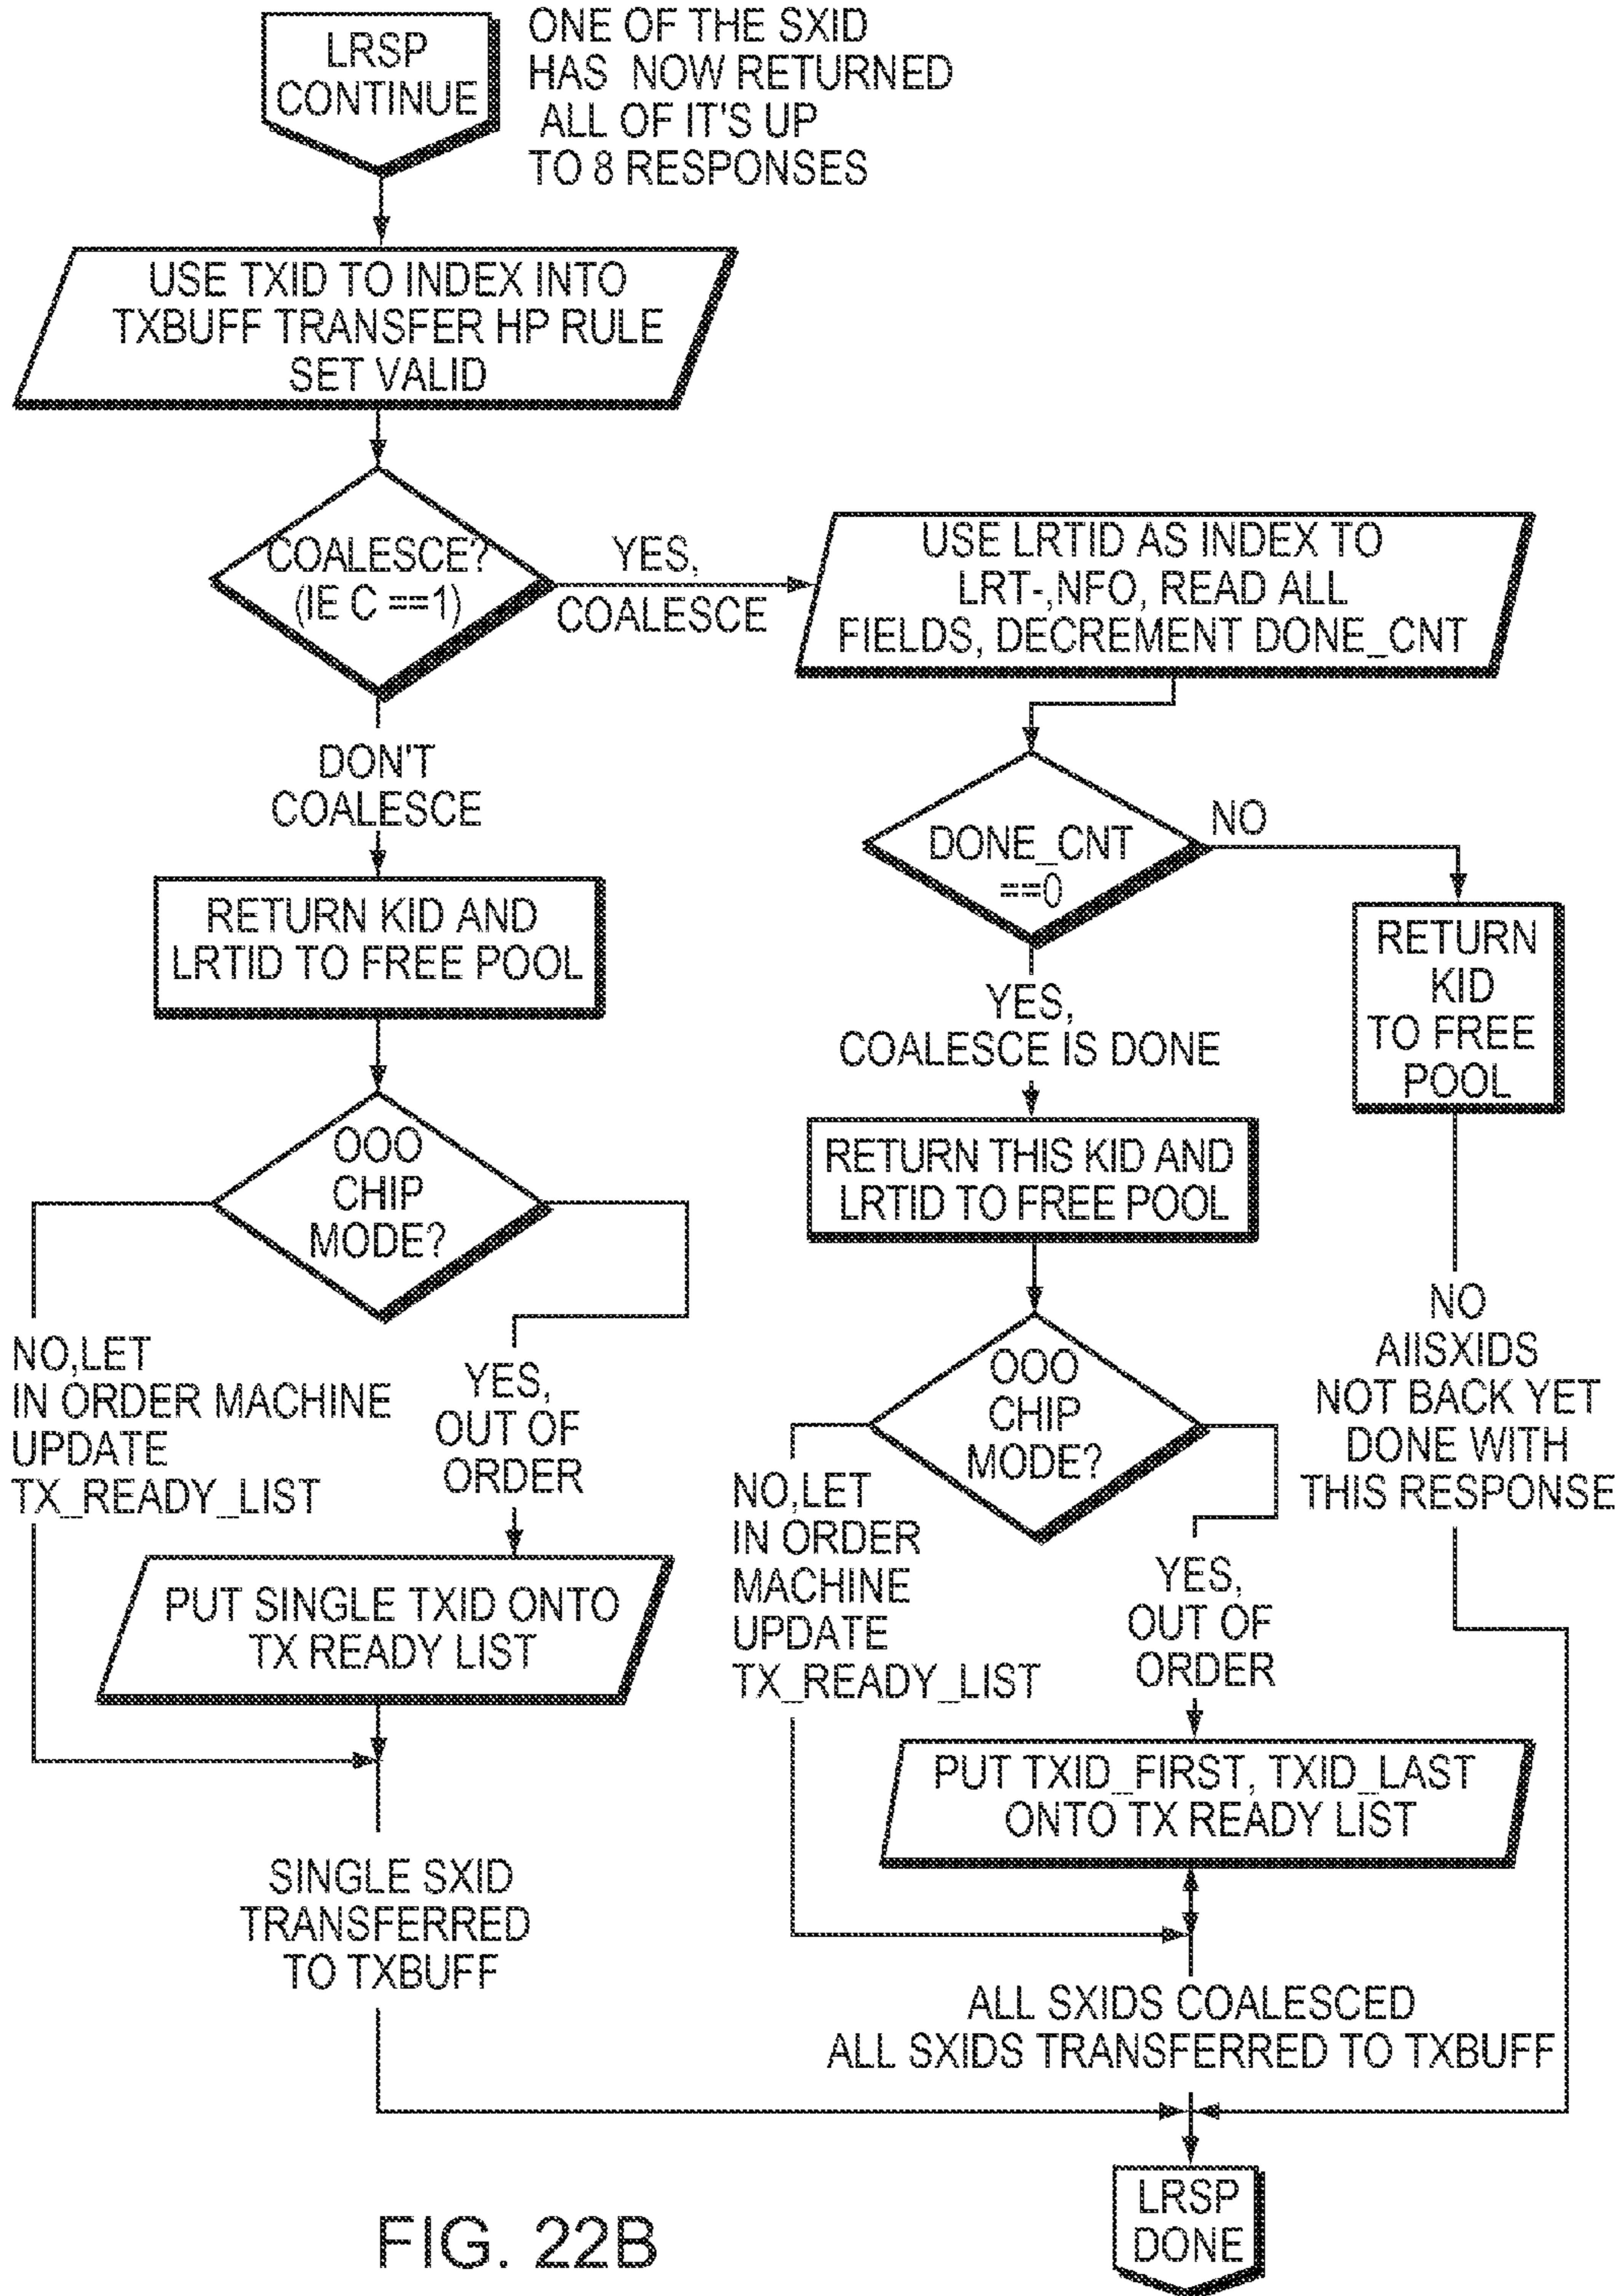 LRSP
CONTINUE
ONE OF THE SXID
HAS NOW RETURNED
ALL OF IT'S UP
TO 8 RESPONSES
USE TXID TO INDEX INTO
TXBUFF TRANSFER HP RULE
SET VALID
COALESCE?
(IE C ==1)
YES,
COALESCE
USE LRTID AS INDEX TO
LRT-,NFO, READ ALL
FIELDS, DECREMENT DONE_CNT
DON'T
COALESCE
DONE_CNT
==0
NO
RETURN KID AND
LRTID TO FREE POOL
RETURN
KID
TO FREE
POOL
YES,
COALESCE IS DONE
RETURN THIS KID AND
LRTID TO FREE POOL
OOO
CHIP
MODE?
NO,LET
IN ORDER MACHINE
UPDATE
TX_READY_LIST
YES,
OUT OF
ORDER
OOO
CHIP
MODE?
NO
AIISXIDS
NOT BACK YET
DONE WITH
THIS RESPONSE
NO,LET
IN ORDER
MACHINE
UPDATE
TX_READY_LIST
YES,
OUT OF
ORDER
PUT SINGLE TXID ONTO
TX READY LIST
PUT TXID_FIRST, TXID_LAST
ONTO TX READY LIST
SINGLE SXID
TRANSFERRED
TO TXBUFF
ALL SXIDS COALESCED
ALL SXIDS TRANSFERRED TO TXBUFF
LRSP
DONE
FIG. 22B